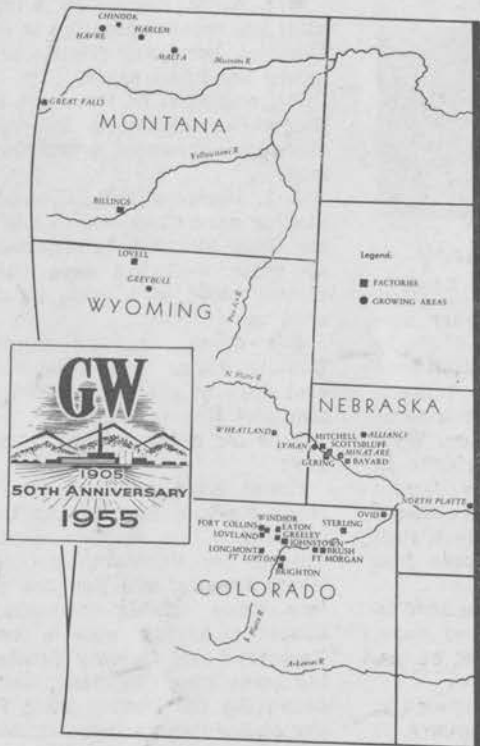 CHINOOK
HAVRE
HARLEM
MALTA
Missouri R.
GREAT FALLS
MONTANA
Yellowstone R.
BILLINGS
LOVELL
GREYBULL
WYOMING
Legend:
FACTORIES
GROWING AREAS
N. Platte R.
NEBRASKA
WHEATLAND
LYMAN
MITCHELL
ALLIANCE
SCOTTSBLUFF
MINATARE
GERING
BAYARD
NORTH PLATTE
GW
1905
50TH ANNIVERSARY
1955
OVID
WINDSOR
STERLING
FORT COLLINS
EATON
LOVELAND
GREELEY
JOHNSTOWN
LONGMONT
BRUSH
FT LUPTON
FT MORGAN
BRIGHTON
COLORADO
S. Platte R.
Arkansas R.